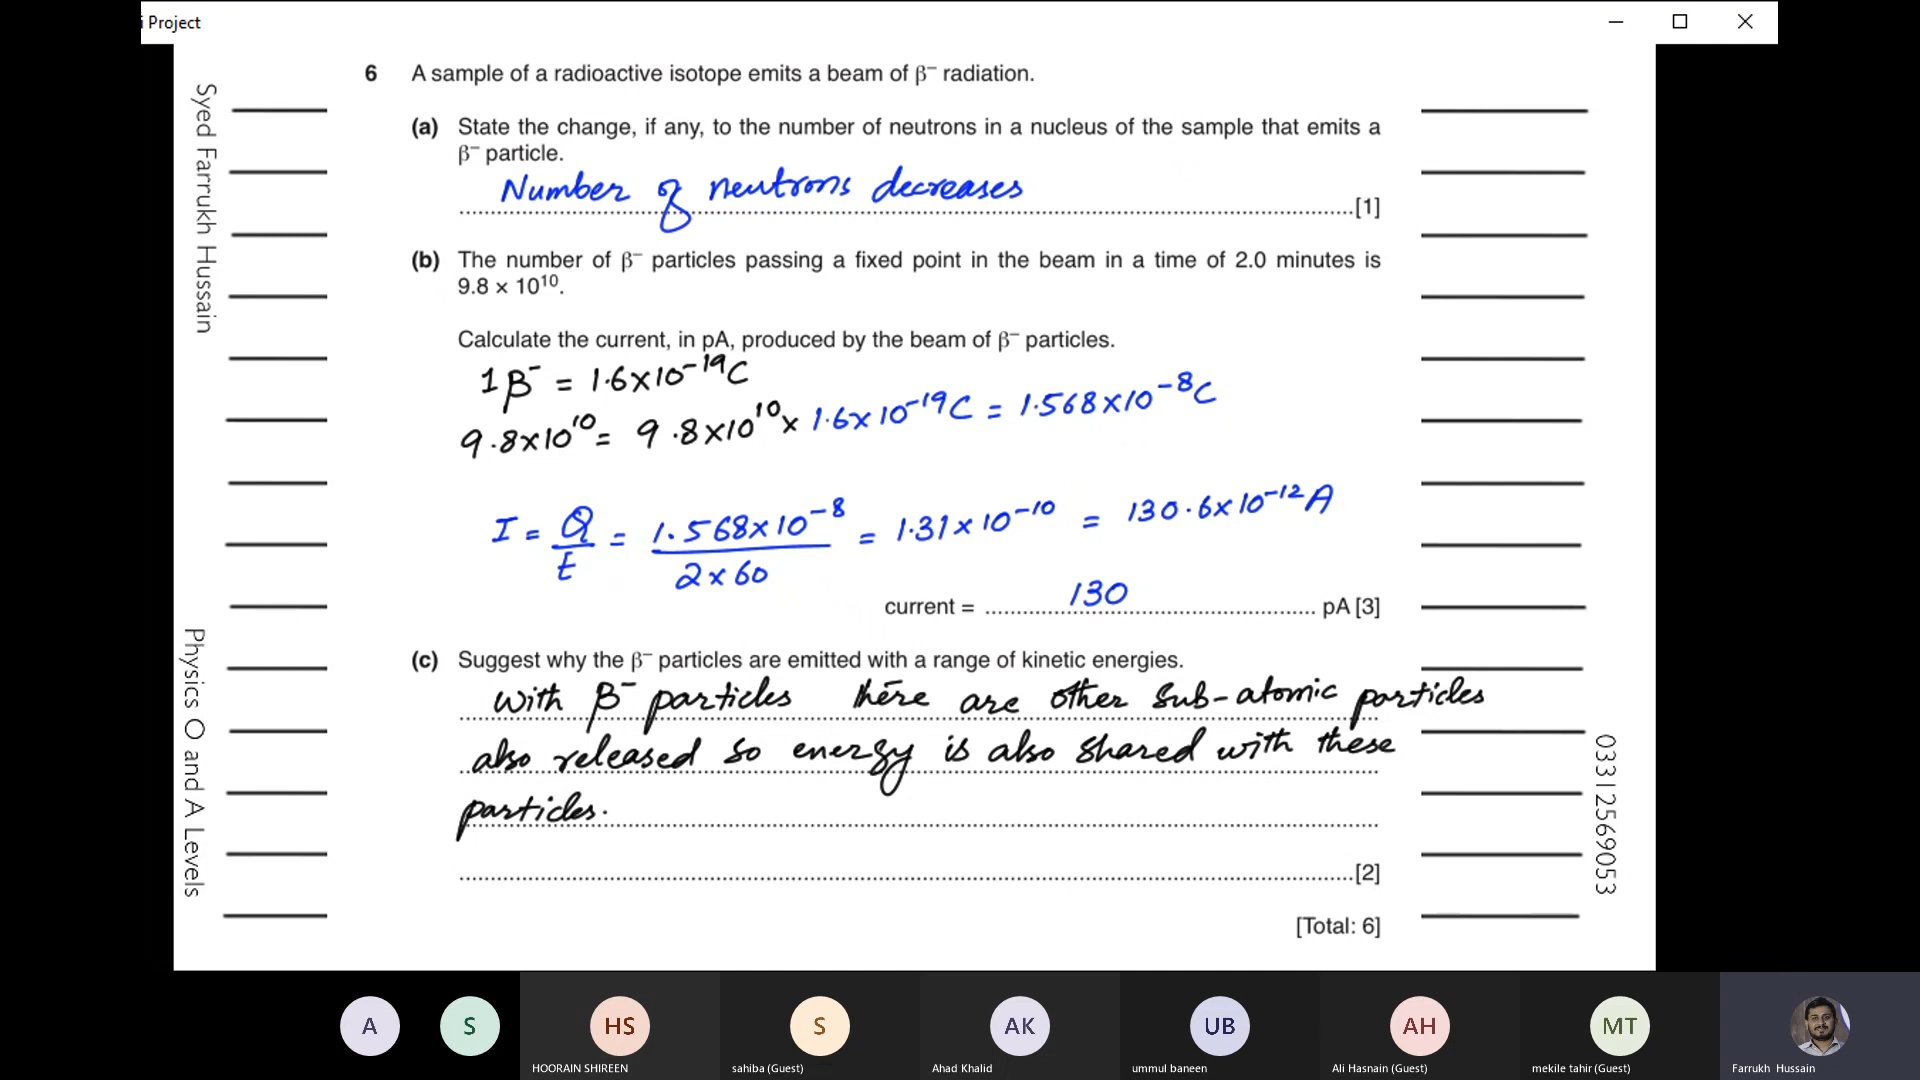 i Project
6 A sample of a radioactive isotope emits a beam of β⁻ radiation.
(a) State the change, if any, to the number of neutrons in a nucleus of the sample that emits a
β⁻ particle.
Number of neutrons decreases
[1]
(b) The number of β⁻ particles passing a fixed point in the beam in a time of 2.0 minutes is
9.8 × 10¹⁰.
Calculate the current, in pA, produced by the beam of β⁻ particles.
1β⁻ = 1.6×10⁻¹⁹C
9.8×10¹⁰ = 9.8×10¹⁰ × 1.6×10⁻¹⁹C = 1.568×10⁻⁸C
I = Q/t = 1.568×10⁻⁸ / 2×60 = 1.31×10⁻¹⁰ = 130.6×10⁻¹²A
current = 130 pA [3]
(c) Suggest why the β⁻ particles are emitted with a range of kinetic energies.
with β⁻ particles there are other sub-atomic particles
also released so energy is also shared with these
particles.
[2]
[Total: 6]
Syed Farrukh Hussain
Physics O and A Levels
03312569053
A
S
HS
S
AK
UB
AH
MT
HOORAIN SHIREEN
sahiba (Guest)
Ahad Khalid
ummul baneen
Ali Hasnain (Guest)
mekile tahir (Guest)
Farrukh Hussain